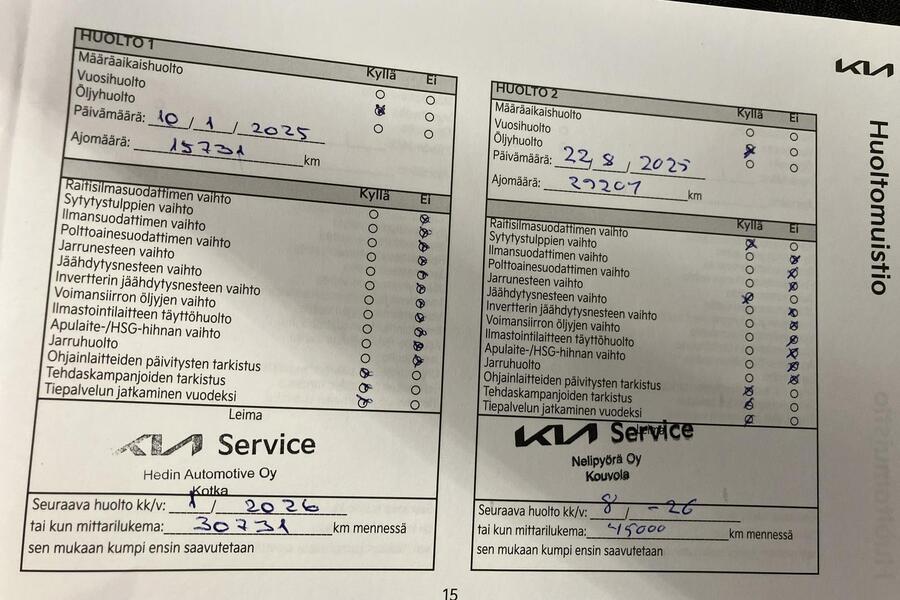 HUOLTO 1
Kyllä Ei
Määräaikaishuolto
Vuosihuolto
Öljyhuolto
Päivämäärä: 10 / 1 / 2025
Ajomäärä: 15731 km
Kyllä Ei
Raitisilmasuodattimen vaihto
Sytytystulppien vaihto
Ilmansuodattimen vaihto
Polttoainesuodattimen vaihto
Jarrunesteen vaihto
Jäähdytysnesteen vaihto
Invertterin jäähdytysnesteen vaihto
Voimansiirron öljyjen vaihto
Ilmastointilaitteen täyttöhuolto
Apulaite-/HSG-hihnan vaihto
Jarruhuolto
Ohjainlaitteiden päivitysten tarkistus
Tehdaskampanjoiden tarkistus
Tiepalvelun jatkaminen vuodeksi
Leima
KIA Service
Hedin Automotive Oy
Kotka
Seuraava huolto kk/v: 1 / 2026
tai kun mittarilukema: 30731 km mennessä
sen mukaan kumpi ensin saavutetaan
HUOLTO 2
Kyllä Ei
Määräaikaishuolto
Vuosihuolto
Öljyhuolto
Päivämäärä: 22 / 8 / 2025
Ajomäärä: 29201 km
Kyllä Ei
Raitisilmasuodattimen vaihto
Sytytystulppien vaihto
Ilmansuodattimen vaihto
Polttoainesuodattimen vaihto
Jarrunesteen vaihto
Jäähdytysnesteen vaihto
Invertterin jäähdytysnesteen vaihto
Voimansiirron öljyjen vaihto
Ilmastointilaitteen täyttöhuolto
Apulaite-/HSG-hihnan vaihto
Jarruhuolto
Ohjainlaitteiden päivitysten tarkistus
Tehdaskampanjoiden tarkistus
Tiepalvelun jatkaminen vuodeksi
Leima
KIA Service
Nelipyörä Oy
Kouvola
Seuraava huolto kk/v: 8 / -26
tai kun mittarilukema: 45000 km mennessä
sen mukaan kumpi ensin saavutetaan
KIA
Huoltomuistio
15